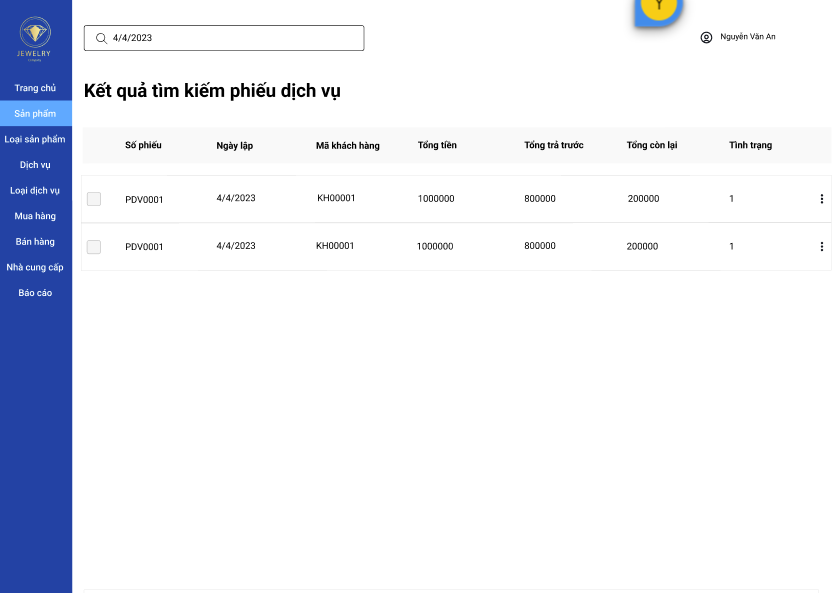 JEWELRY
Trang chủ
Sản phẩm
Loại sản phẩm
Dịch vụ
Loại dịch vụ
Mua hàng
Bán hàng
Nhà cung cấp
Báo cáo
4/4/2023
Y
Nguyễn Văn An
Kết quả tìm kiếm phiếu dịch vụ
Số phiếu Ngày lập Mã khách hàng Tổng tiền Tổng trả trước Tổng còn lại Tình trạng
PDV0001 4/4/2023 KH00001 1000000 800000 200000 1
PDV0001 4/4/2023 KH00001 1000000 800000 200000 1